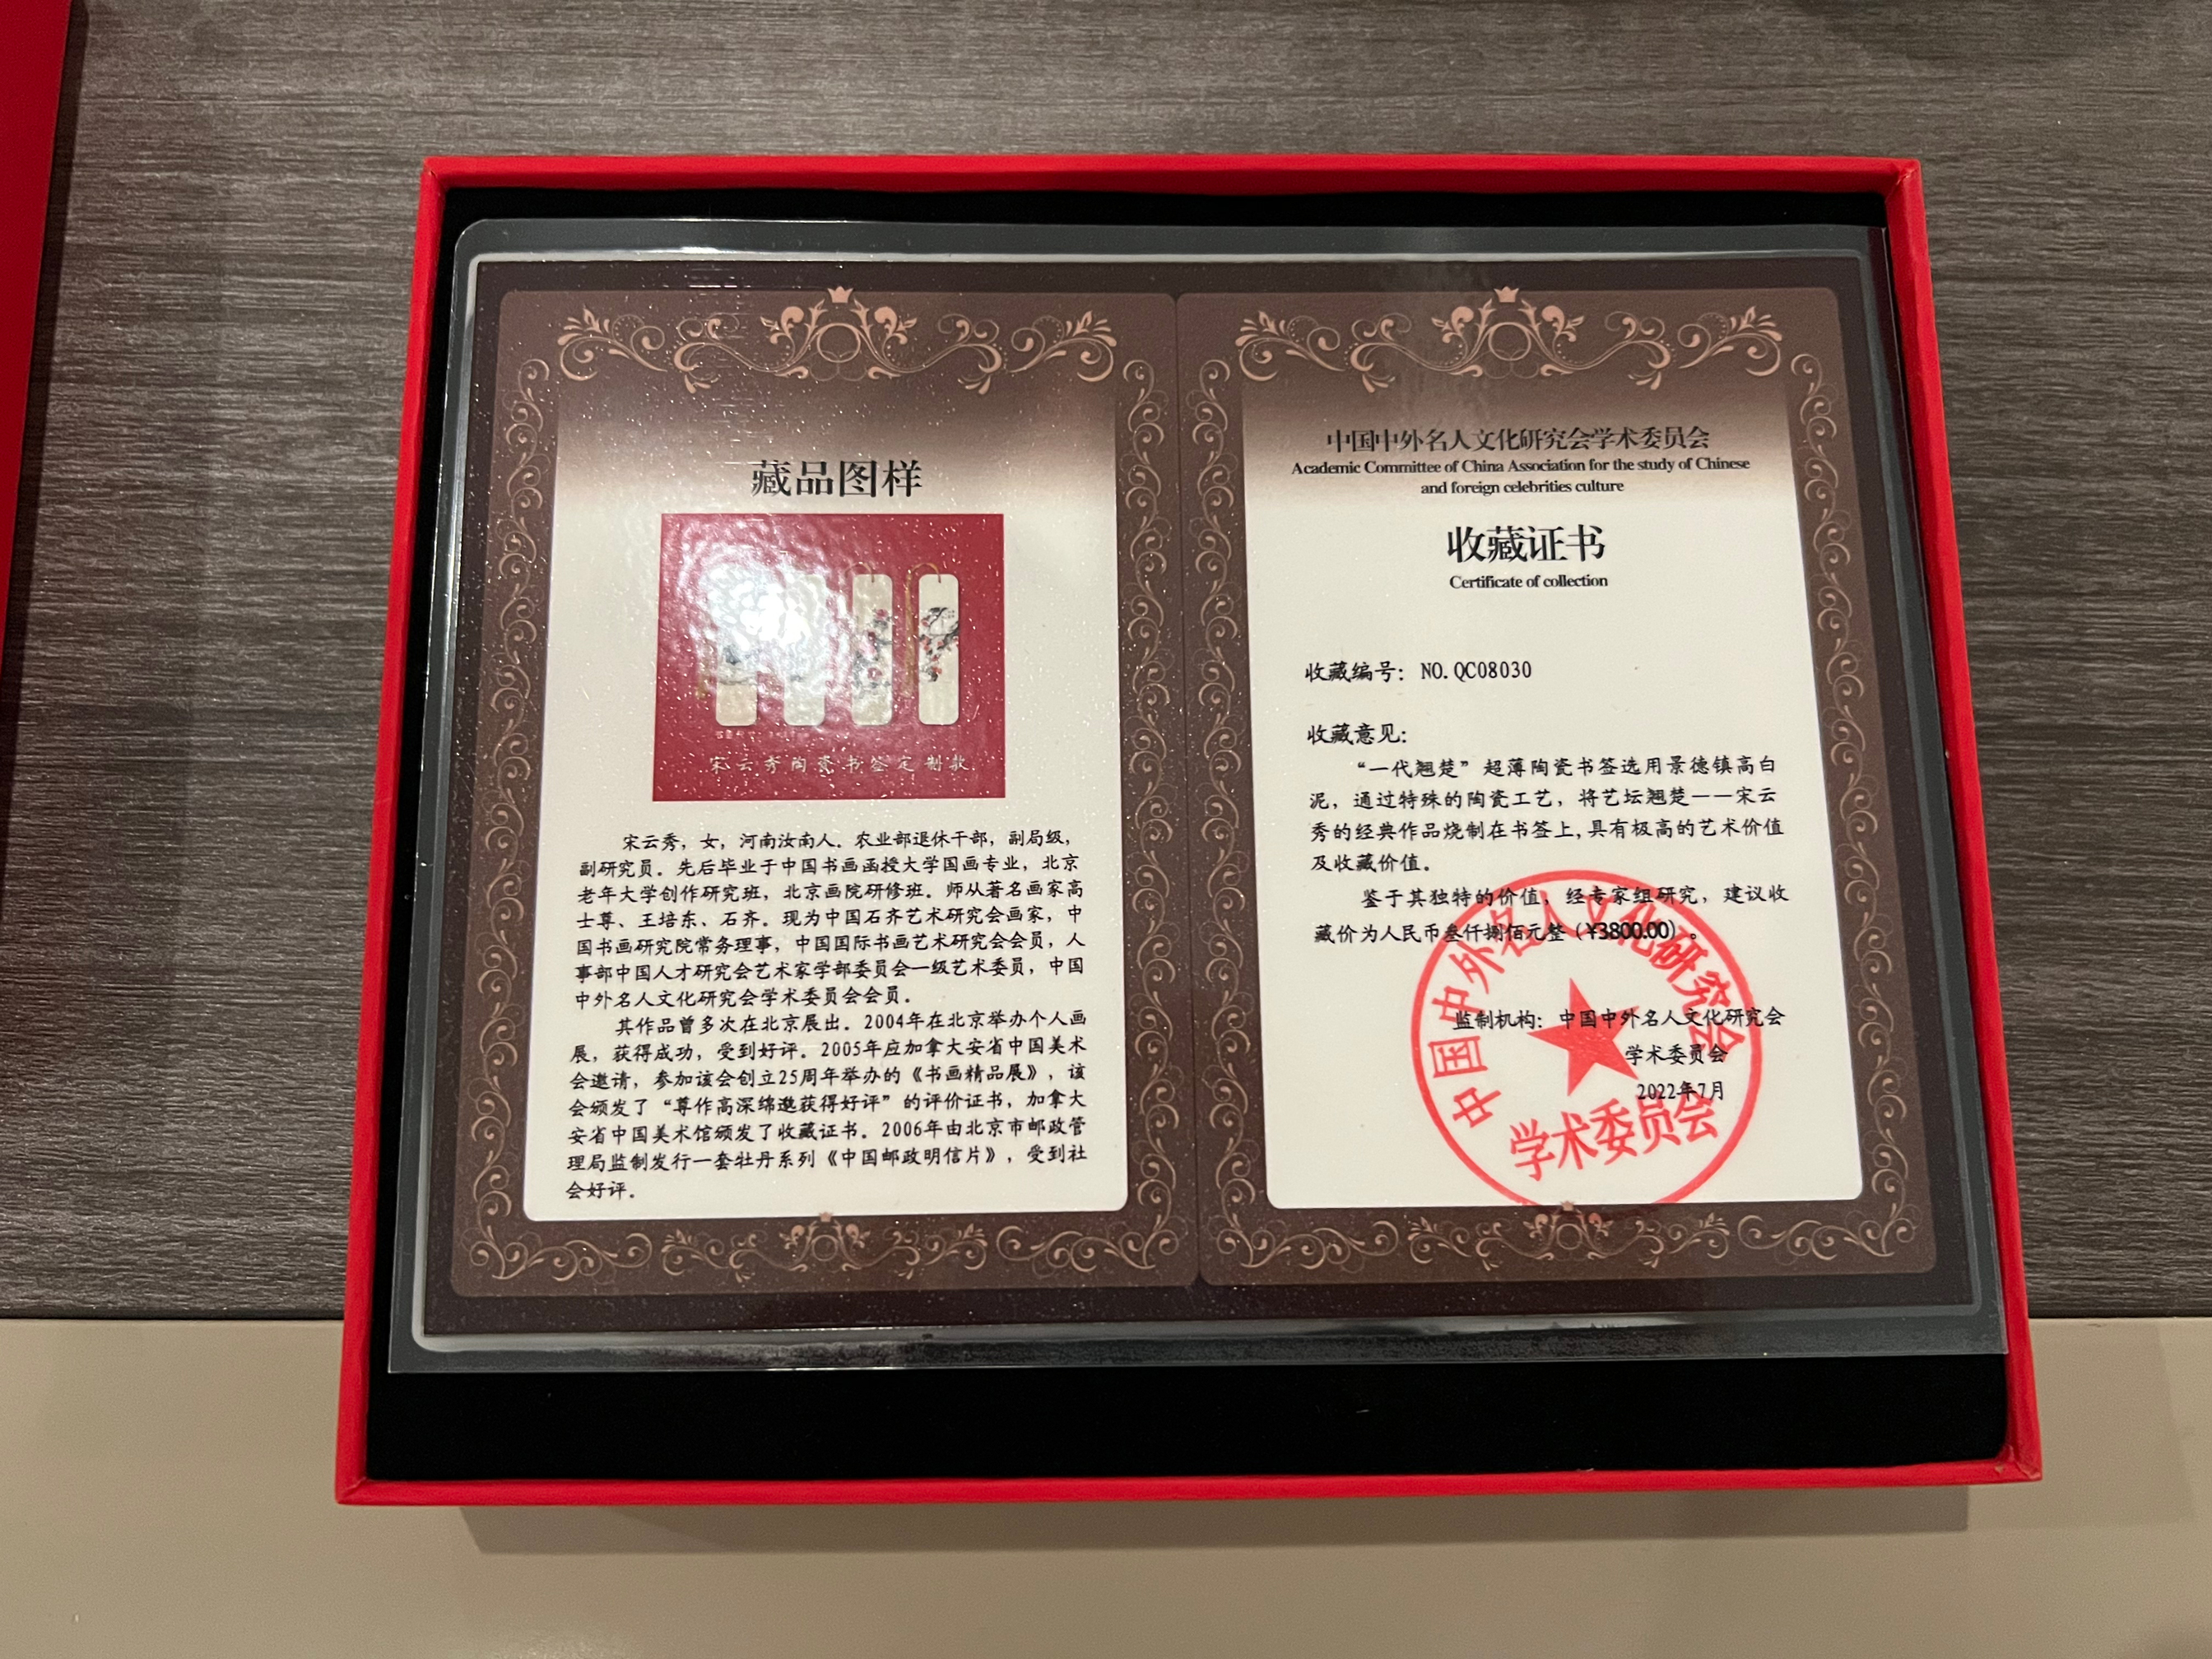 藏品图样
宋云秀陶瓷书签定制款
宋云秀，女，河南汝南人。农业部退休干部，副局级，
副研究员。先后毕业于中国书画函授大学国画专业，北京
老年大学创作研究班，北京画院研修班。师从著名画家高
士尊、王培东、石齐。现为中国石齐艺术研究会画家，中
国书画研究院常务理事，中国国际书画艺术研究会会员，人
事部中国人才研究会艺术家学部委员会一级艺术委员，中国
中外名人文化研究会学术委员会会员。
其作品曾多次在北京展出。2004年在北京举办个人画
展，获得成功，受到好评。2005年应加拿大安省中国美术
会邀请，参加该会创立25周年举办的《书画精品展》，该
会颁发了“尊作高深绵邈获得好评”的评价证书，加拿大
安省中国美术馆颁发了收藏证书。2006年由北京市邮政管
理局监制发行一套牡丹系列《中国邮政明信片》，受到社
会好评。
中国中外名人文化研究会学术委员会
Academic Committee of China Association for the study of Chinese
and foreign celebrities culture
收藏证书
Certificate of collection
收藏编号：NO.QC08030
收藏意见：
“一代翘楚”超薄陶瓷书签选用景德镇高白
泥，通过特殊的陶瓷工艺，将艺坛翘楚——宋云
秀的经典作品烧制在书签上,具有极高的艺术价值
及收藏价值。
鉴于其独特的价值，经专家组研究，建议收
藏价为人民币叁仟捌佰元整（¥3800.00）。
监制机构：中国中外名人文化研究会
学术委员会
2022年7月
中国中外名人文化研究会
学术委员会